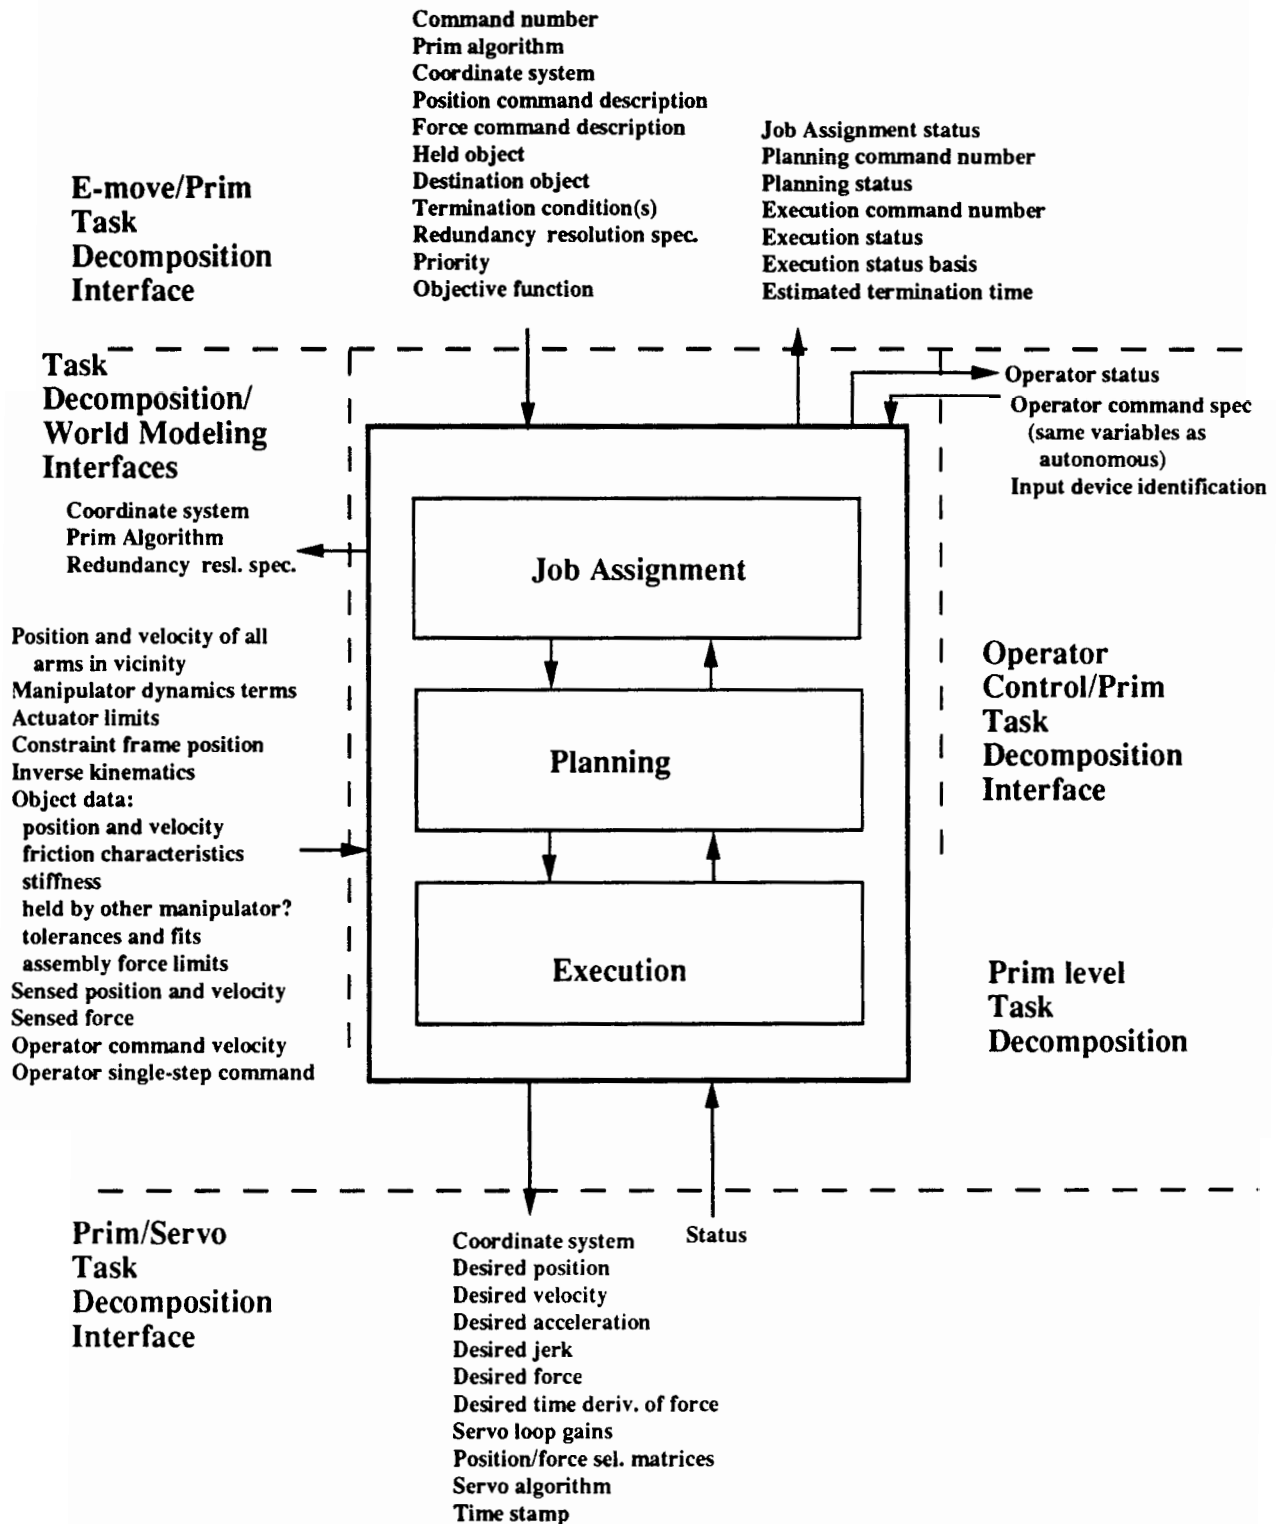 Command number
Prim algorithm
Coordinate system
Position command description
Force command description
Held object
Destination object
Termination condition(s)
Redundancy resolution spec.
Priority
Objective function
Job Assignment status
Planning command number
Planning status
Execution command number
Execution status
Execution status basis
Estimated termination time
E-move/Prim
Task
Decomposition
Interface
Task
Decomposition/
World Modeling
Interfaces
Operator status
Operator command spec
(same variables as
autonomous)
Input device identification
Coordinate system
Prim Algorithm
Redundancy resl. spec.
Position and velocity of all
arms in vicinity
Manipulator dynamics terms
Actuator limits
Constraint frame position
Inverse kinematics
Object data:
position and velocity
friction characteristics
stiffness
held by other manipulator?
tolerances and fits
assembly force limits
Sensed position and velocity
Sensed force
Operator command velocity
Operator single-step command
Job Assignment
Planning
Execution
Operator
Control/Prim
Task
Decomposition
Interface
Prim level
Task
Decomposition
Prim/Servo
Task
Decomposition
Interface
Coordinate system
Desired position
Desired velocity
Desired acceleration
Desired jerk
Desired force
Desired time deriv. of force
Servo loop gains
Position/force sel. matrices
Servo algorithm
Time stamp
Status